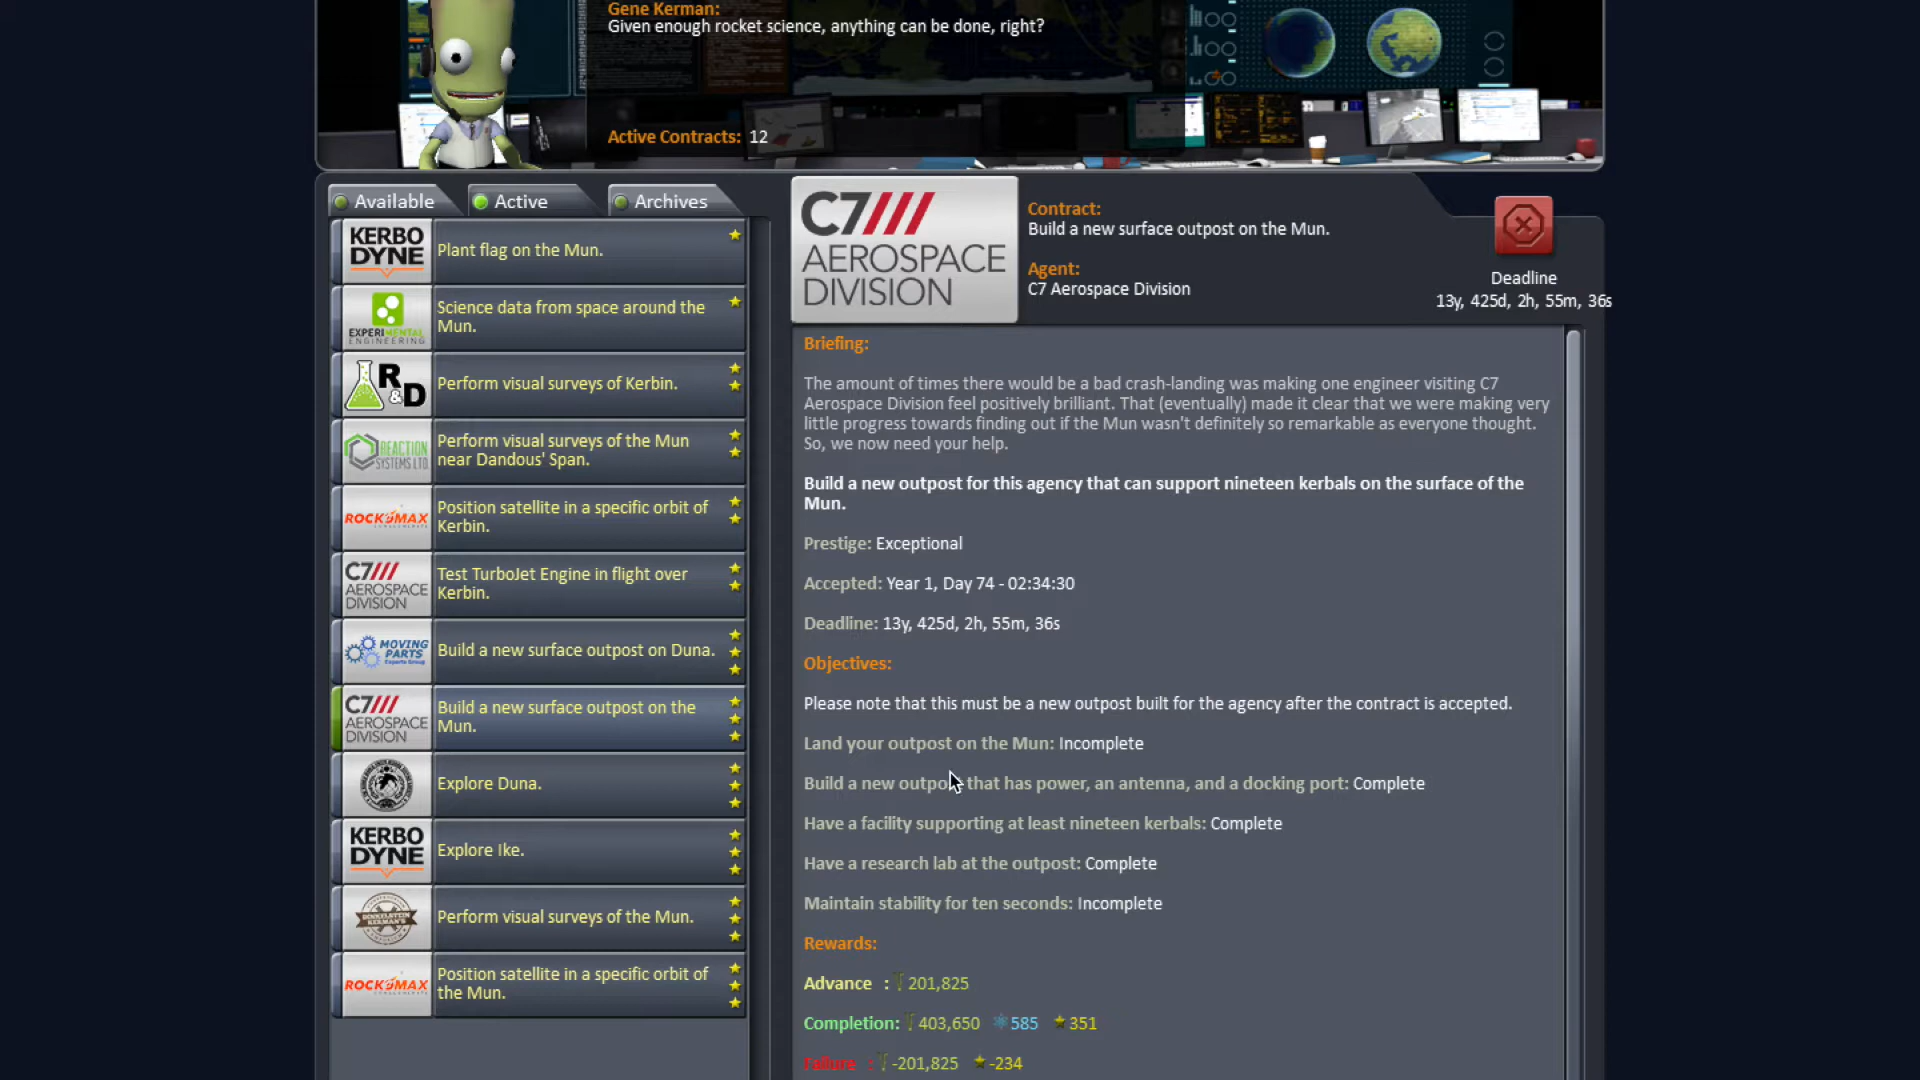 Gene Kerman:
Given enough rocket science, anything can be done, right?
Active Contracts: 12
Available
Active
Archives
KERBO DYNE
Plant flag on the Mun.
EXPERIMENTAL ENGINEERING
Science data from space around the
Mun.
R&D
Perform visual surveys of Kerbin.
REACTION SYSTEMS LTD.
Perform visual surveys of the Mun
near Dandous' Span.
ROCKOMAX
Position satellite in a specific orbit of
Kerbin.
C7 AEROSPACE DIVISION
Test TurboJet Engine in flight over
Kerbin.
MOVING PARTS Experts Group
Build a new surface outpost on Duna.
C7 AEROSPACE DIVISION
Build a new surface outpost on the
Mun.
Explore Duna.
KERBO DYNE
Explore Ike.
Perform visual surveys of the Mun.
ROCKOMAX
Position satellite in a specific orbit of
the Mun.
C7
AEROSPACE
DIVISION
Contract:
Build a new surface outpost on the Mun.
Agent:
C7 Aerospace Division
Deadline
13y, 425d, 2h, 55m, 36s
Briefing:
The amount of times there would be a bad crash-landing was making one engineer visiting C7
Aerospace Division feel positively brilliant. That (eventually) made it clear that we were making very
little progress towards finding out if the Mun wasn't definitely so remarkable as everyone thought.
So, we now need your help.
Build a new outpost for this agency that can support nineteen kerbals on the surface of the
Mun.
Prestige: Exceptional
Accepted: Year 1, Day 74 - 02:34:30
Deadline: 13y, 425d, 2h, 55m, 36s
Objectives:
Please note that this must be a new outpost built for the agency after the contract is accepted.
Land your outpost on the Mun: Incomplete
Build a new outpo that has power, an antenna, and a docking port: Complete
Have a facility supporting at least nineteen kerbals: Complete
Have a research lab at the outpost: Complete
Maintain stability for ten seconds: Incomplete
Rewards:
Advance : 201,825
Completion: 403,650 585 351
Failure : -201,825 -234